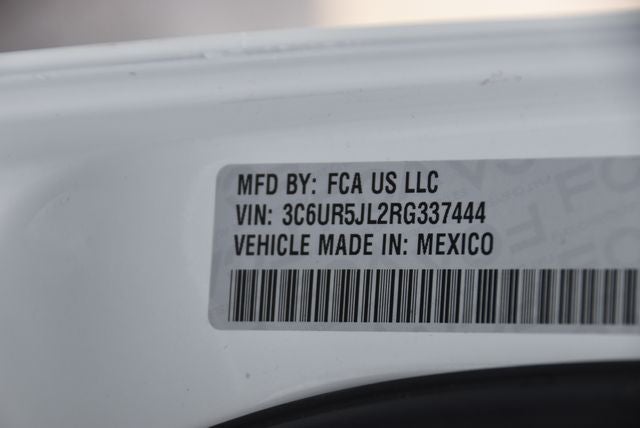 MFD BY: FCA US LLC
VIN: 3C6UR5JL2RG337444
VEHICLE MADE IN: MEXICO